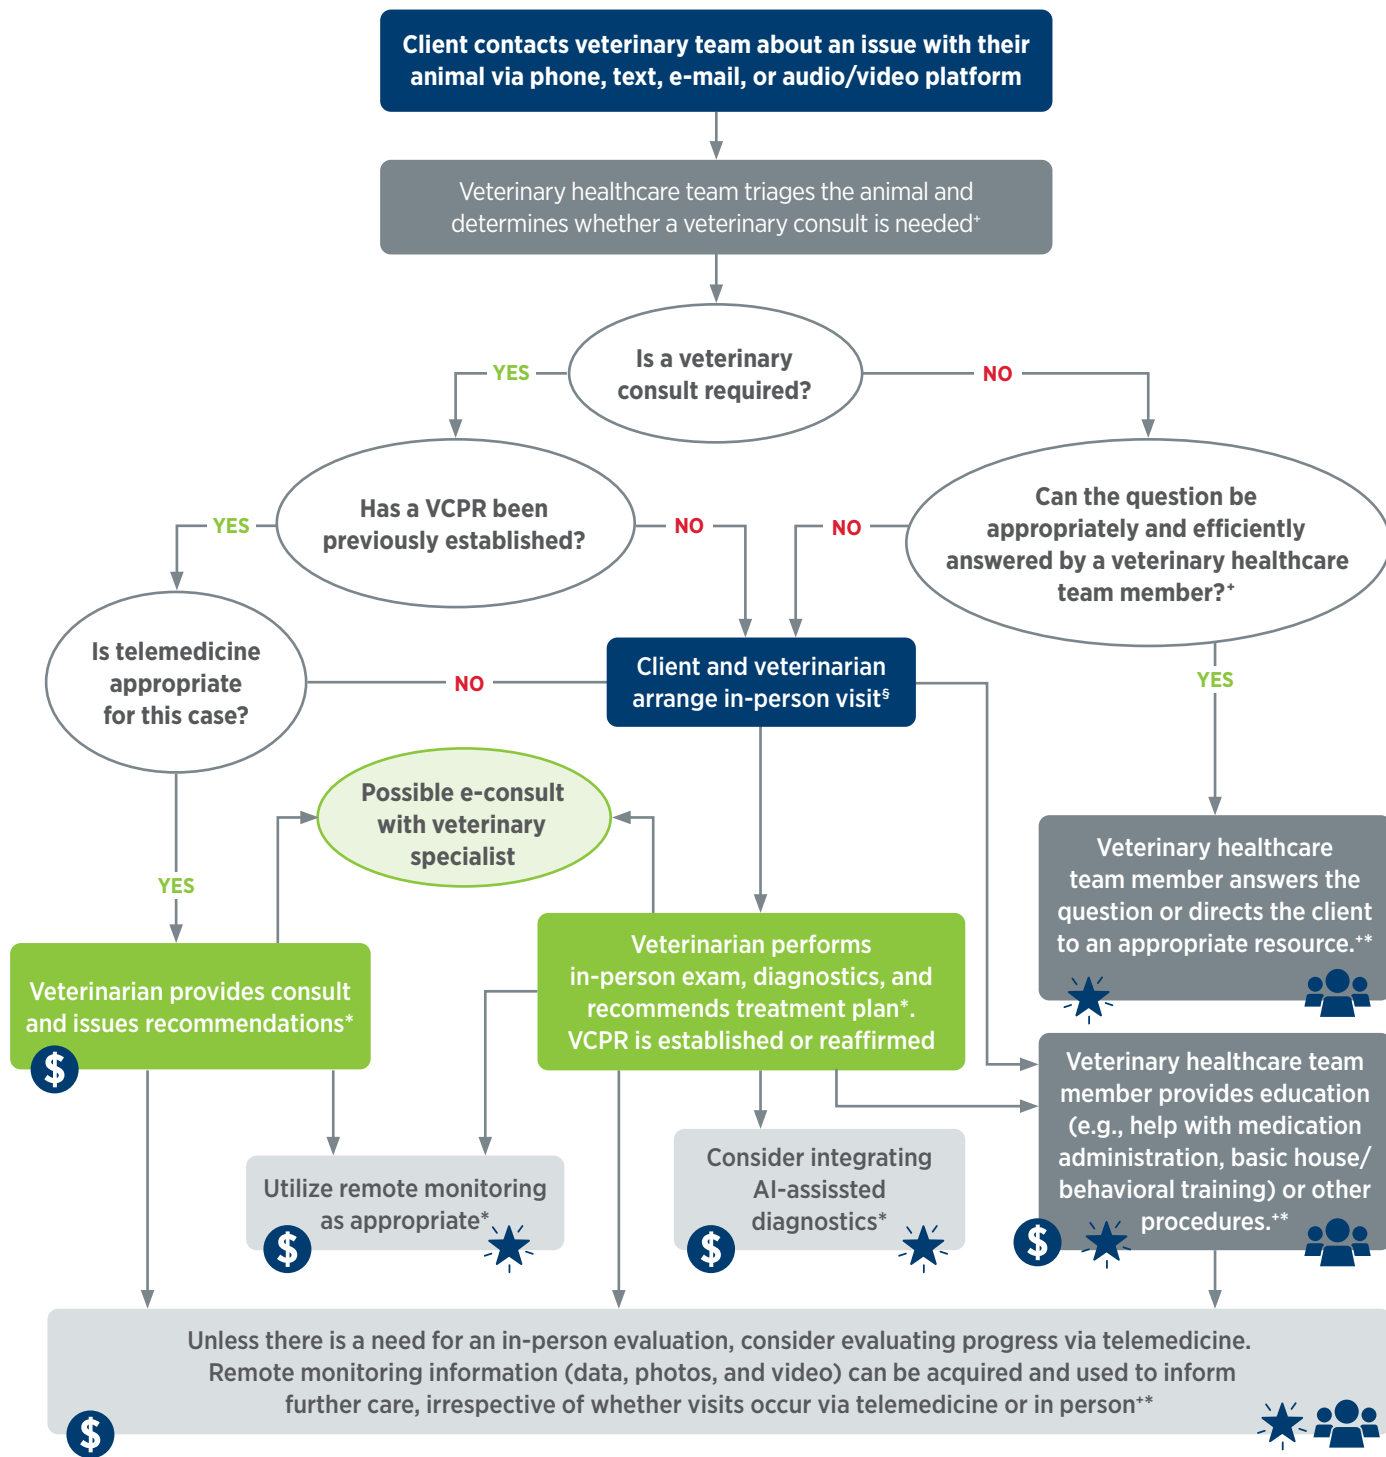 Client contacts veterinary team about an issue with their
animal via phone, text, e-mail, or audio/video platform
Veterinary healthcare team triages the animal and
determines whether a veterinary consult is needed⁺
Is a veterinary
consult required?
YES
NO
Has a VCPR been
previously established?
YES
NO
Can the question be
appropriately and efficiently
answered by a veterinary healthcare
team member?⁺
NO
YES
Is telemedicine
appropriate
for this case?
NO
YES
Client and veterinarian
arrange in-person visit§
Possible e-consult
with veterinary
specialist
Veterinary healthcare
team member answers the
question or directs the client
to an appropriate resource.⁺*
Veterinarian provides consult
and issues recommendations*
$
Veterinarian performs
in-person exam, diagnostics, and
recommends treatment plan*.
VCPR is established or reaffirmed
Veterinary healthcare team
member provides education
(e.g., help with medication
administration, basic house/
behavioral training) or other
procedures.⁺*
$
Utilize remote monitoring
as appropriate*
$
Consider integrating
AI-assissted
diagnostics*
$
Unless there is a need for an in-person evaluation, consider evaluating progress via telemedicine.
Remote monitoring information (data, photos, and video) can be acquired and used to inform
further care, irrespective of whether visits occur via telemedicine or in person⁺*
$